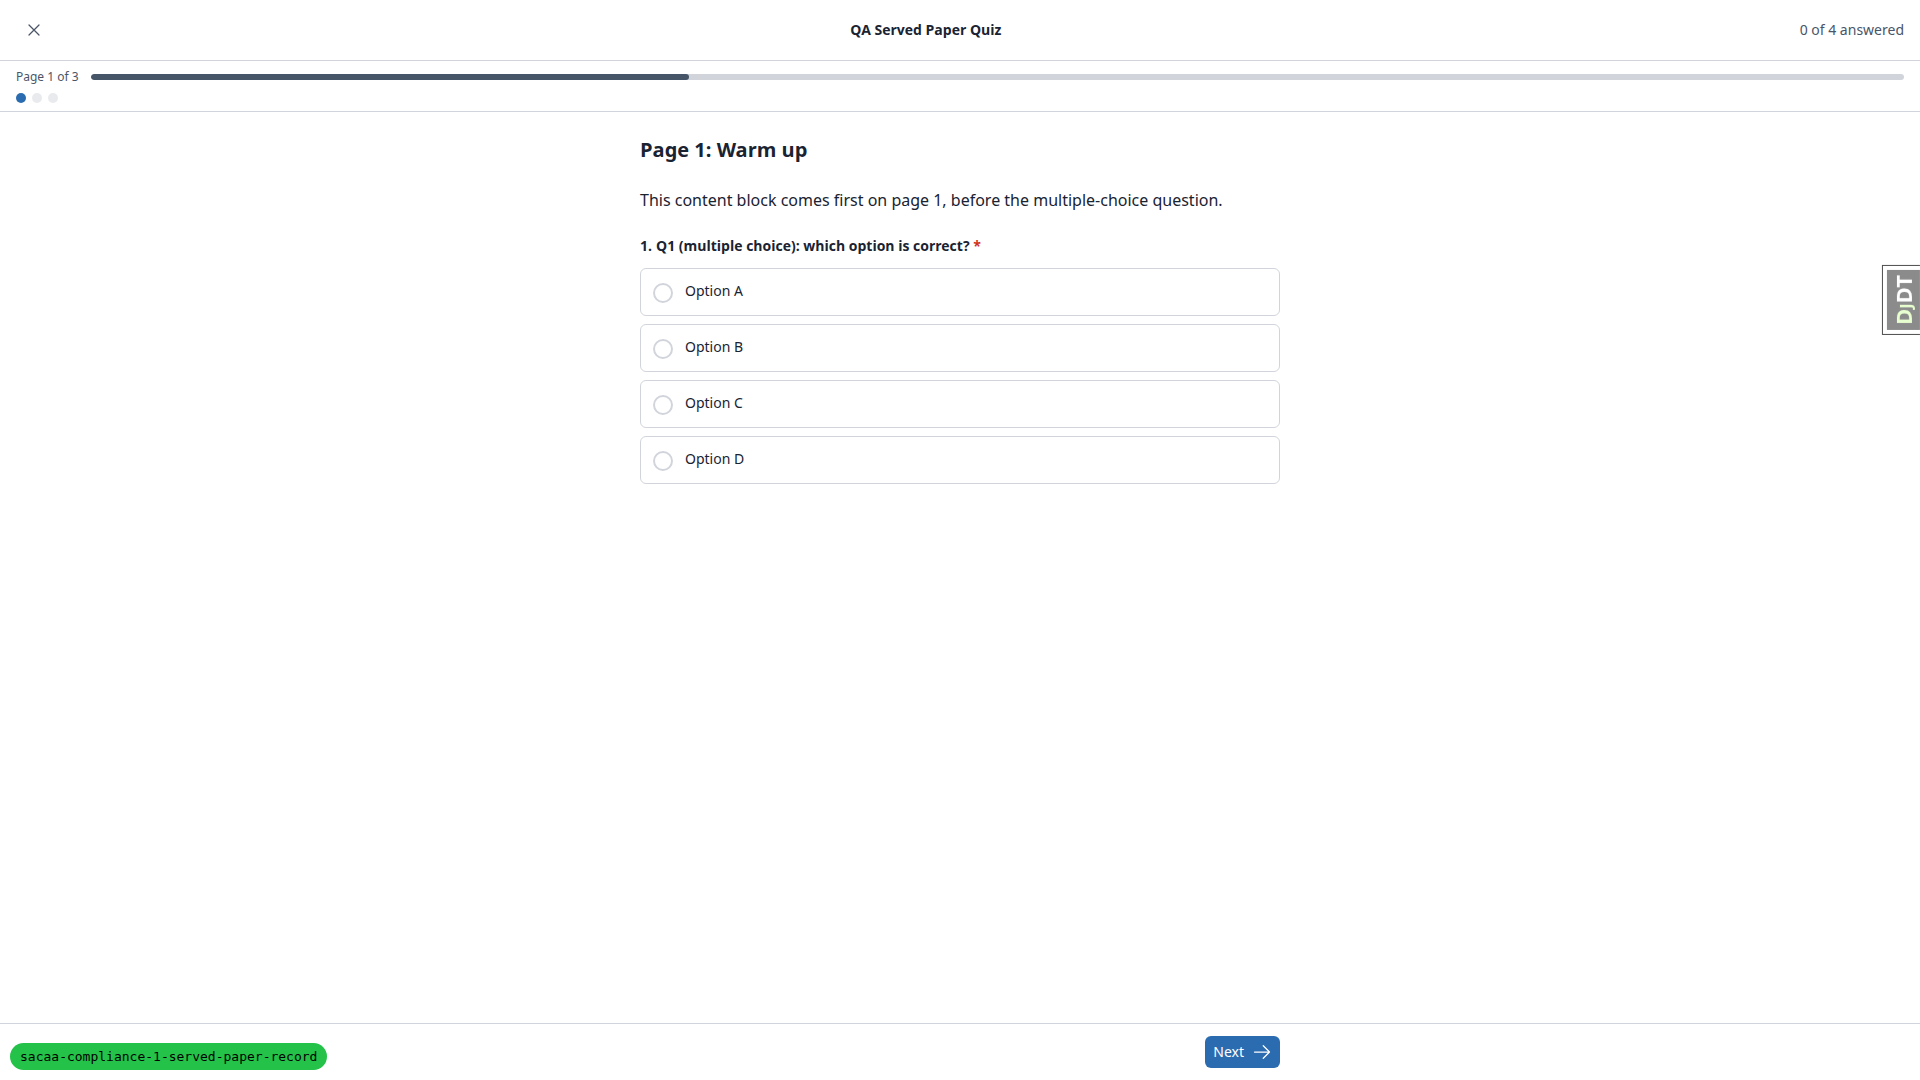 QA Served Paper Quiz
0 of 4 answered
Page 1 of 3
Page 1: Warm up
This content block comes first on page 1, before the multiple-choice question.
1. Q1 (multiple choice): which option is correct? *
Option A
Option B
Option C
Option D
DJDT
sacaa-compliance-1-served-paper-record
Next